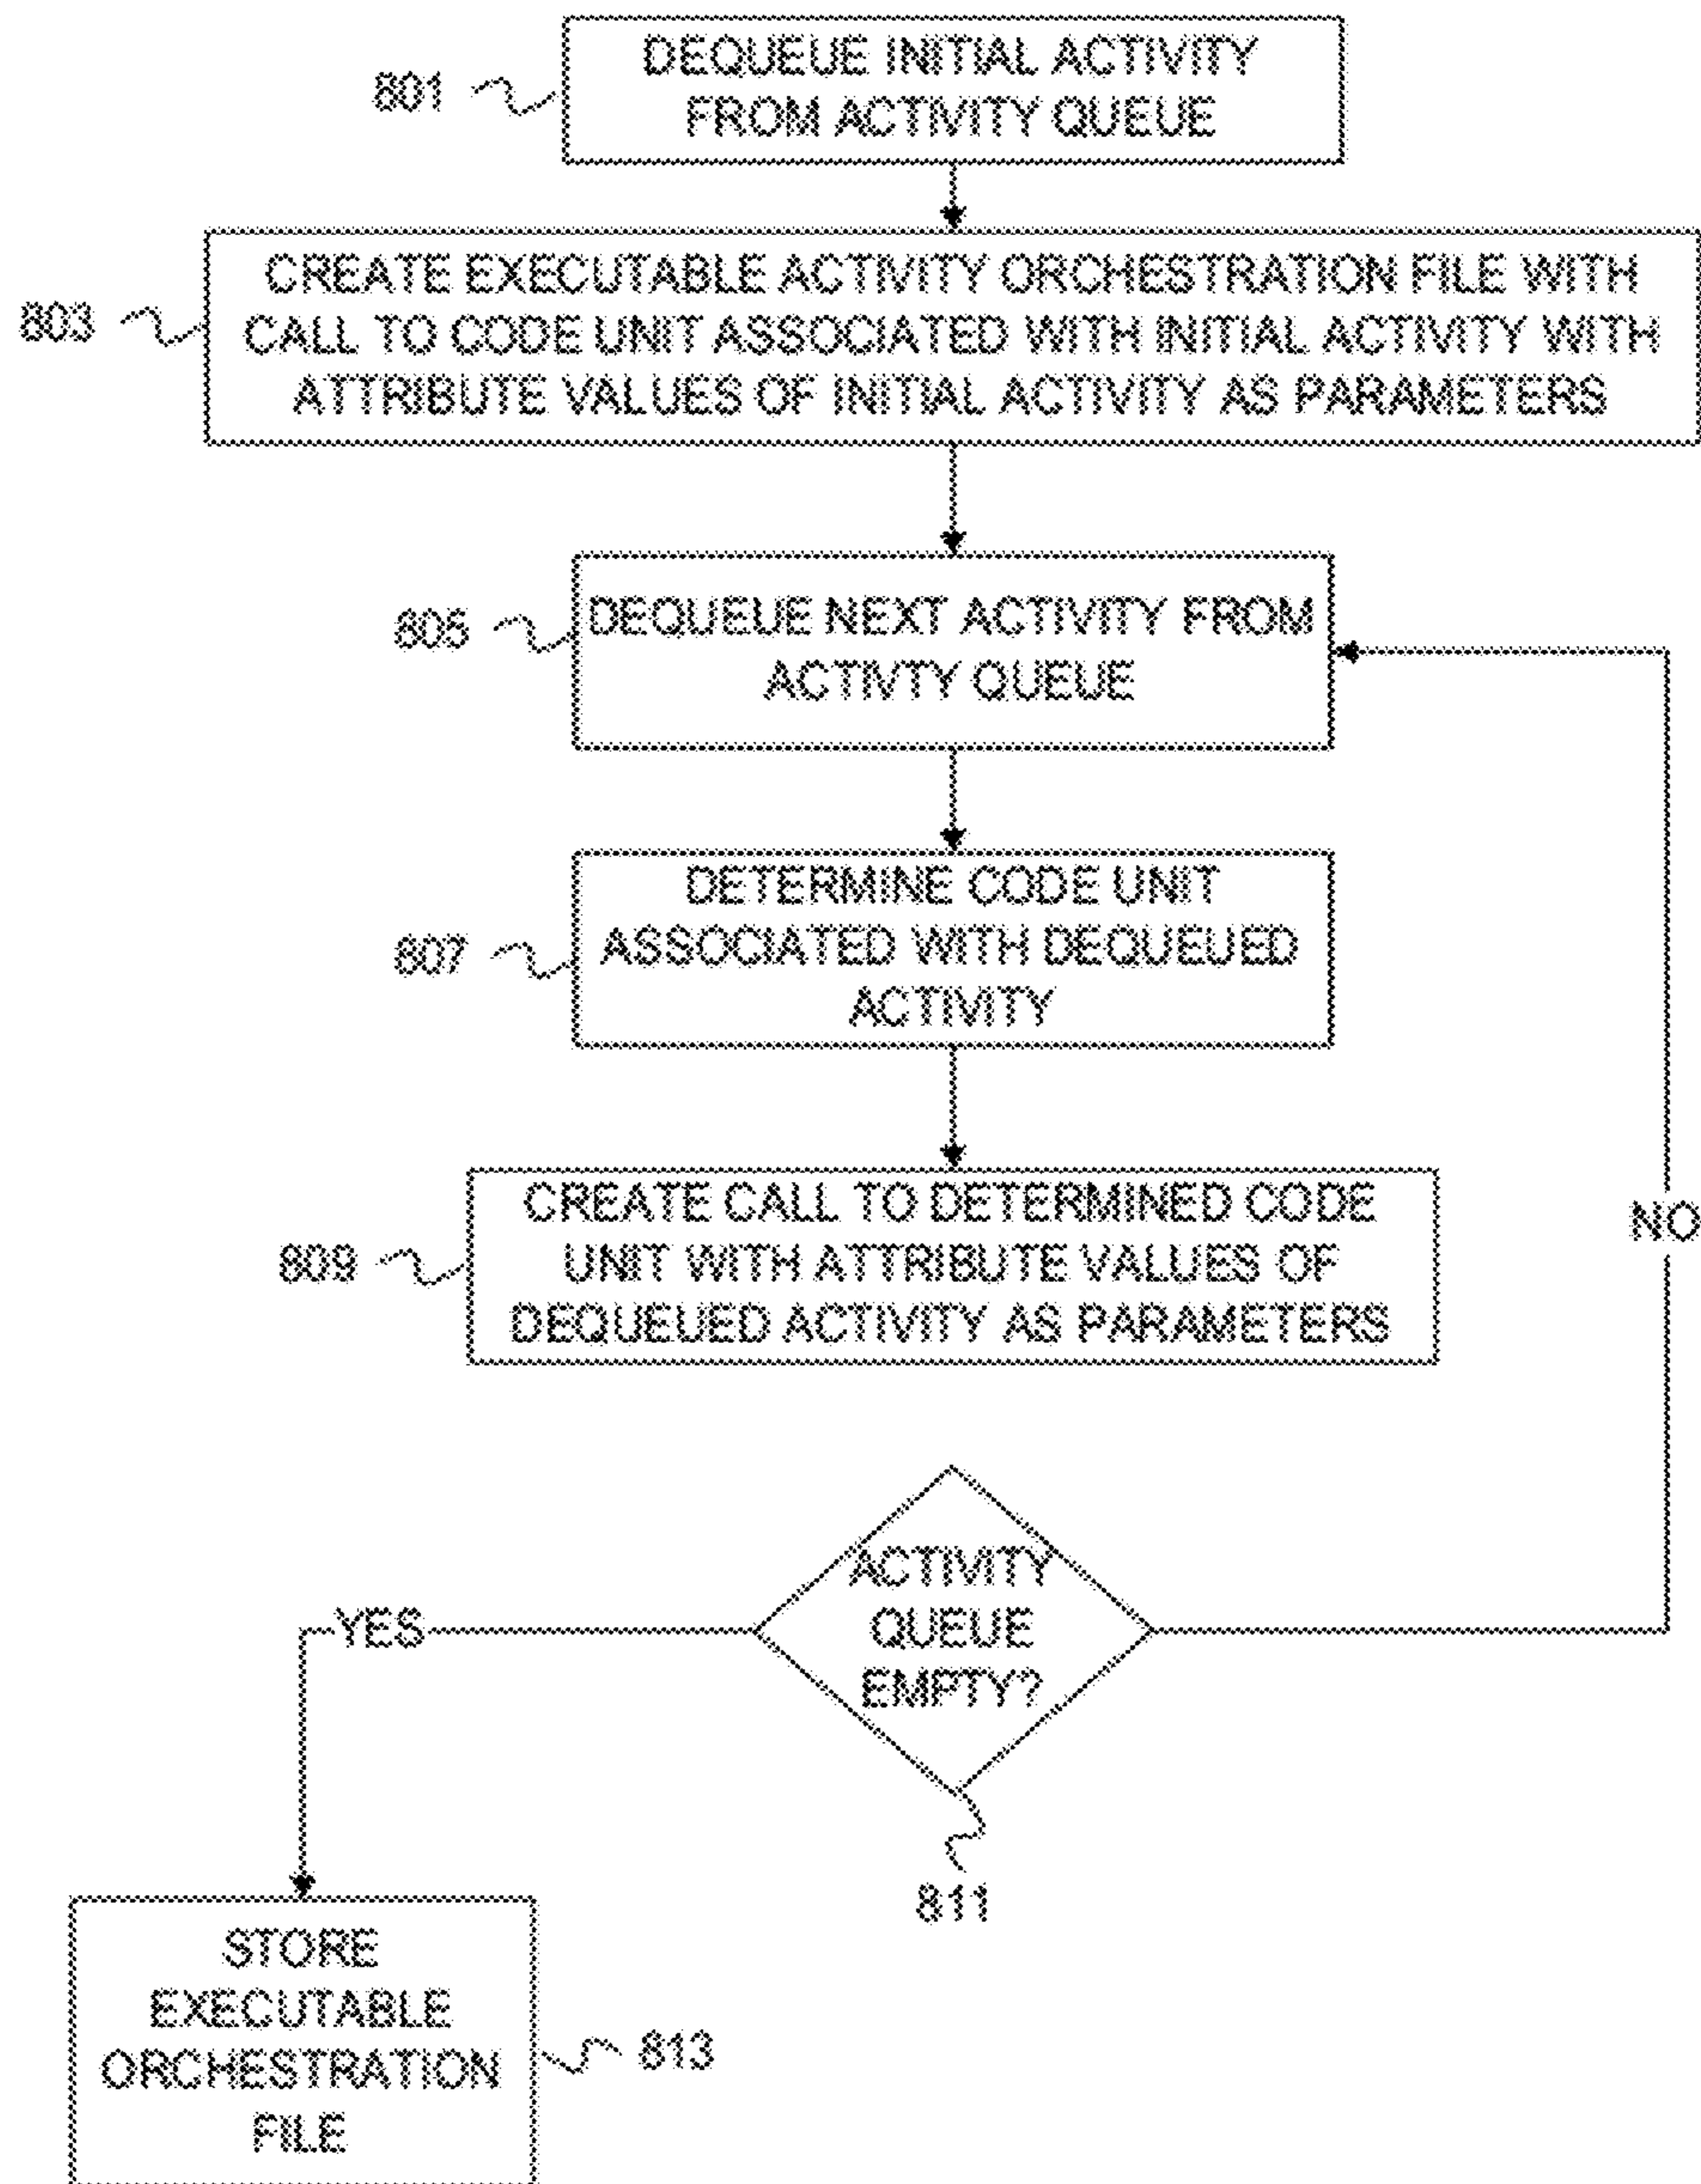 801
DEQUEUE INITIAL ACTIVITY
FROM ACTIVITY QUEUE
803
CREATE EXECUTABLE ACTIVITY ORCHESTRATION FILE WITH
CALL TO CODE UNIT ASSOCIATED WITH INITIAL ACTIVITY WITH
ATTRIBUTE VALUES OF INITIAL ACTIVITY AS PARAMETERS
805
DEQUEUE NEXT ACTIVITY FROM
ACTIVTY QUEUE
807
DETERMINE CODE UNIT
ASSOCIATED WITH DEQUEUED
ACTIVITY
809
CREATE CALL TO DETERMINED CODE
UNIT WITH ATTRIBUTE VALUES OF
DEQUEUED ACTIVITY AS PARAMETERS
NO
ACTIVITY
QUEUE
EMPTY?
YES
811
STORE
EXECUTABLE
ORCHESTRATION
FILE
813